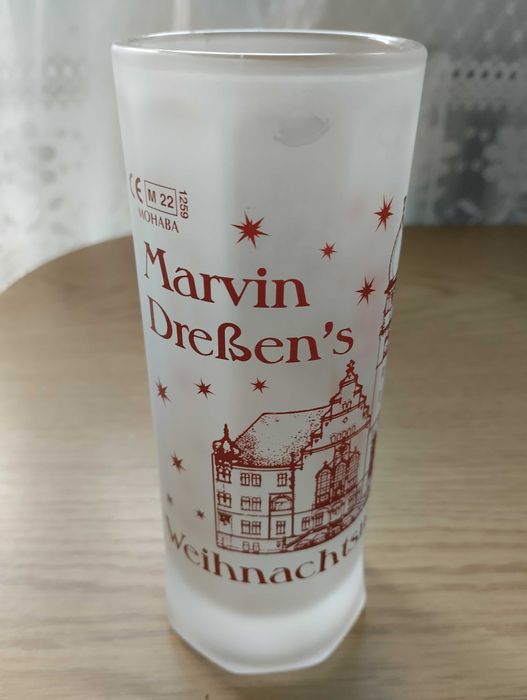 CE M 22 1259
MOHABA
Marvin
Dreßen's